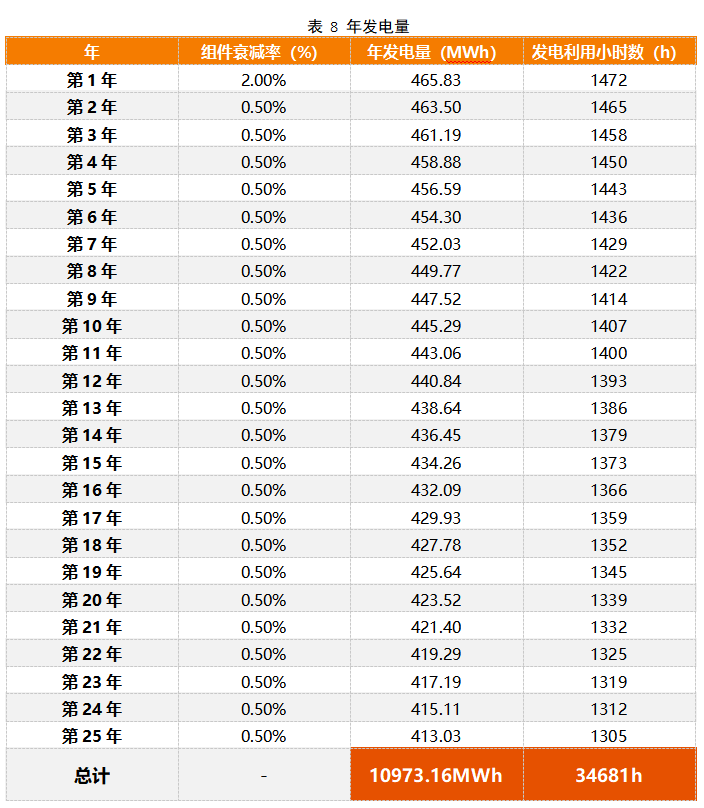 表 8 年发电量
年 组件衰减率（%） 年发电量（MWh） 发电利用小时数（h）
第 1 年 2.00% 465.83 1472
第 2 年 0.50% 463.50 1465
第 3 年 0.50% 461.19 1458
第 4 年 0.50% 458.88 1450
第 5 年 0.50% 456.59 1443
第 6 年 0.50% 454.30 1436
第 7 年 0.50% 452.03 1429
第 8 年 0.50% 449.77 1422
第 9 年 0.50% 447.52 1414
第 10 年 0.50% 445.29 1407
第 11 年 0.50% 443.06 1400
第 12 年 0.50% 440.84 1393
第 13 年 0.50% 438.64 1386
第 14 年 0.50% 436.45 1379
第 15 年 0.50% 434.26 1373
第 16 年 0.50% 432.09 1366
第 17 年 0.50% 429.93 1359
第 18 年 0.50% 427.78 1352
第 19 年 0.50% 425.64 1345
第 20 年 0.50% 423.52 1339
第 21 年 0.50% 421.40 1332
第 22 年 0.50% 419.29 1325
第 23 年 0.50% 417.19 1319
第 24 年 0.50% 415.11 1312
第 25 年 0.50% 413.03 1305
总计 - 10973.16MWh 34681h